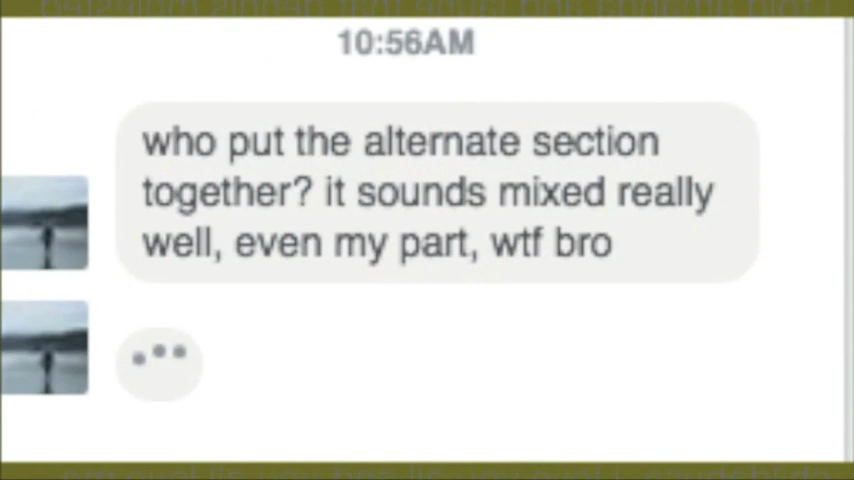 10:56AM
who put the alternate section
together? it sounds mixed really
well, even my part, wtf bro